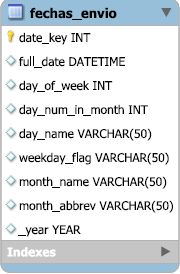 fechas_envio
date_key INT
full_date DATETIME
day_of_week INT
day_num_in_month INT
day_name VARCHAR(50)
weekday_flag VARCHAR(50)
month_name VARCHAR(50)
month_abbrev VARCHAR(50)
_year YEAR
Indexes